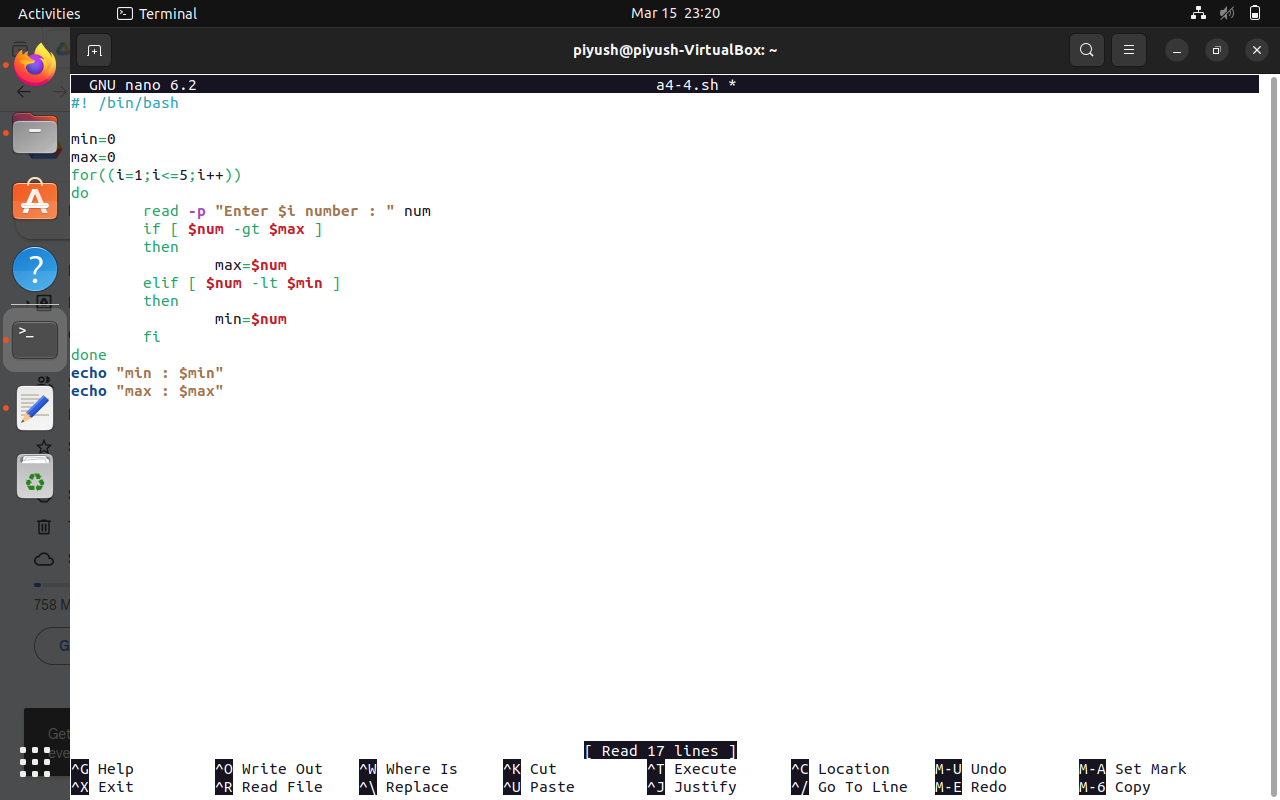 Activities Terminal Mar 15 23:20
piyush@piyush-VirtualBox: ~
GNU nano 6.2 a4-4.sh *
#! /bin/bash
min=0
max=0
for((i=1;i<=5;i++))
do
read -p "Enter $i number : " num
if [ $num -gt $max ]
then
max=$num
elif [ $num -lt $min ]
then
min=$num
fi
done
echo "min : $min"
echo "max : $max"
758 M
G
Get
eve
[ Read 17 lines ]
^G Help ^O Write Out ^W Where Is ^K Cut ^T Execute ^C Location M-U Undo M-A Set Mark
^X Exit ^R Read File ^\ Replace ^U Paste ^J Justify ^/ Go To Line M-E Redo M-6 Copy